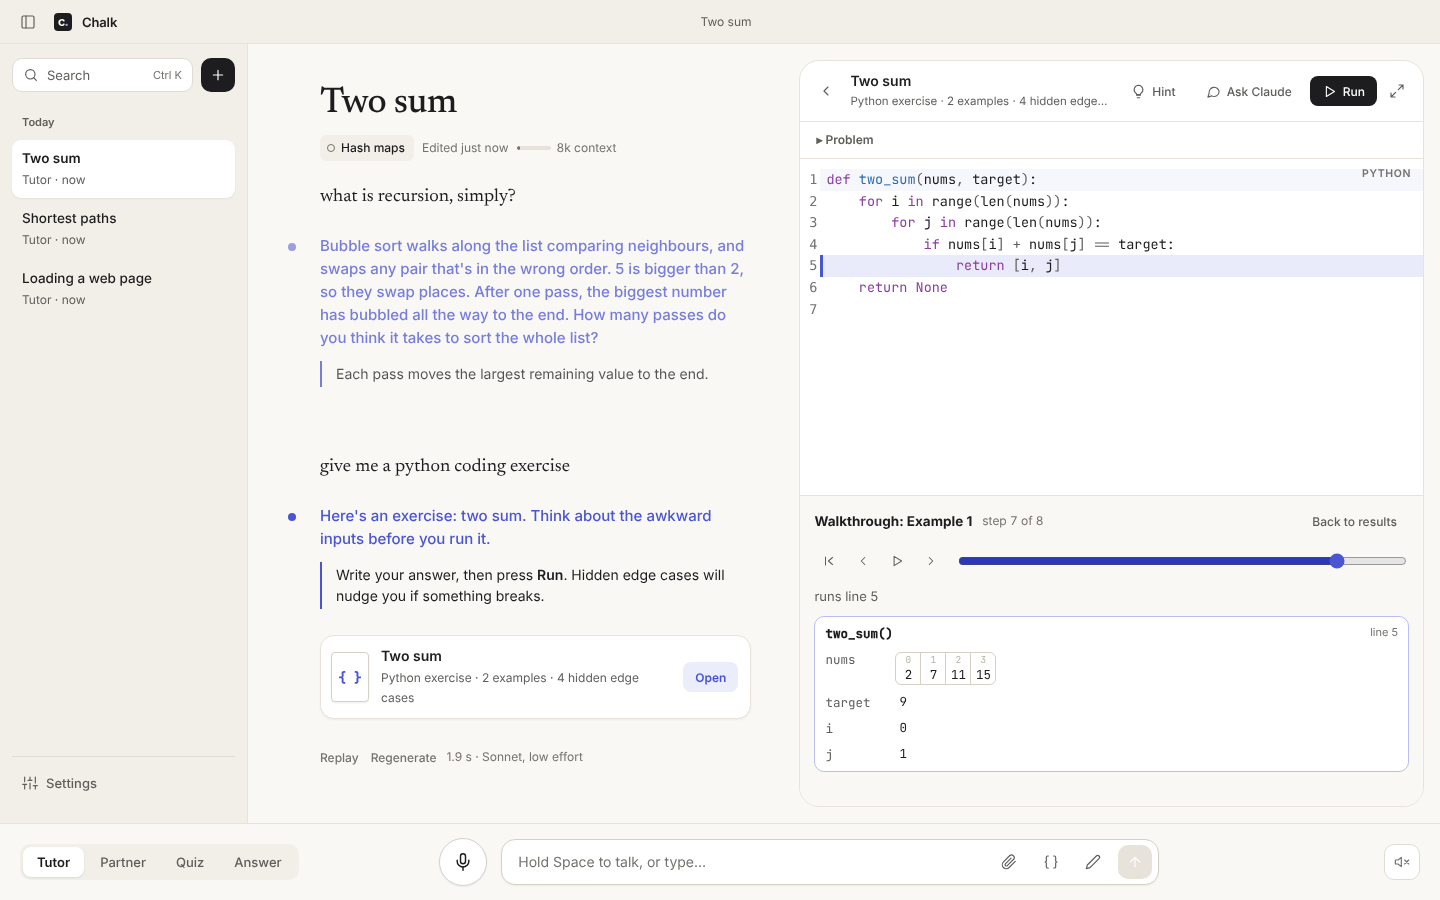 Chalk
Two sum
Search
Ctrl K
Today
Two sum
Tutor · now
Shortest paths
Tutor · now
Loading a web page
Tutor · now
Settings
Two sum
Hash maps
Edited just now
8k context
what is recursion, simply?
Bubble sort walks along the list comparing neighbours, and
swaps any pair that's in the wrong order. 5 is bigger than 2,
so they swap places. After one pass, the biggest number
has bubbled all the way to the end. How many passes do
you think it takes to sort the whole list?
Each pass moves the largest remaining value to the end.
give me a python coding exercise
Here's an exercise: two sum. Think about the awkward
inputs before you run it.
Write your answer, then press Run. Hidden edge cases will
nudge you if something breaks.
{ }
Two sum
Python exercise · 2 examples · 4 hidden edge
cases
Open
Replay
Regenerate
1.9 s · Sonnet, low effort
Two sum
Python exercise · 2 examples · 4 hidden edge...
Hint
Ask Claude
Run
▸ Problem
PYTHON
1 def two_sum(nums, target):
2     for i in range(len(nums)):
3         for j in range(len(nums)):
4             if nums[i] + nums[j] == target:
5                 return [i, j]
6     return None
7
Walkthrough: Example 1
step 7 of 8
Back to results
runs line 5
two_sum()
line 5
nums
0 1 2 3
2 7 11 15
target 9
i 0
j 1
Tutor
Partner
Quiz
Answer
Hold Space to talk, or type...
{ }